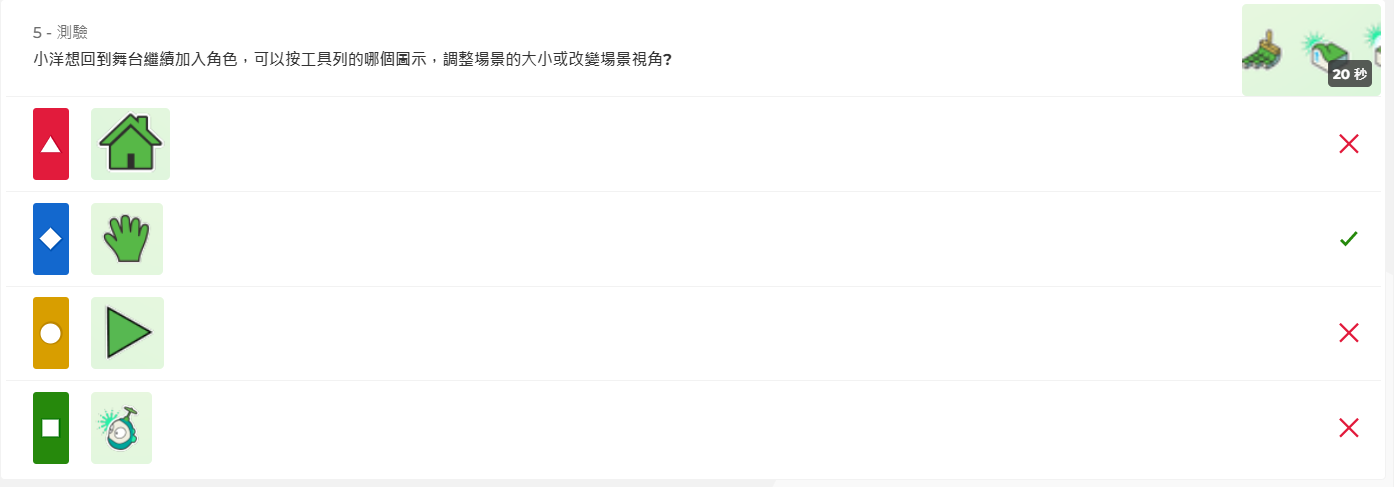 5 - 測驗
小洋想回到舞台繼續加入角色，可以按工具列的哪個圖示，調整場景的大小或改變場景視角?
20 秒